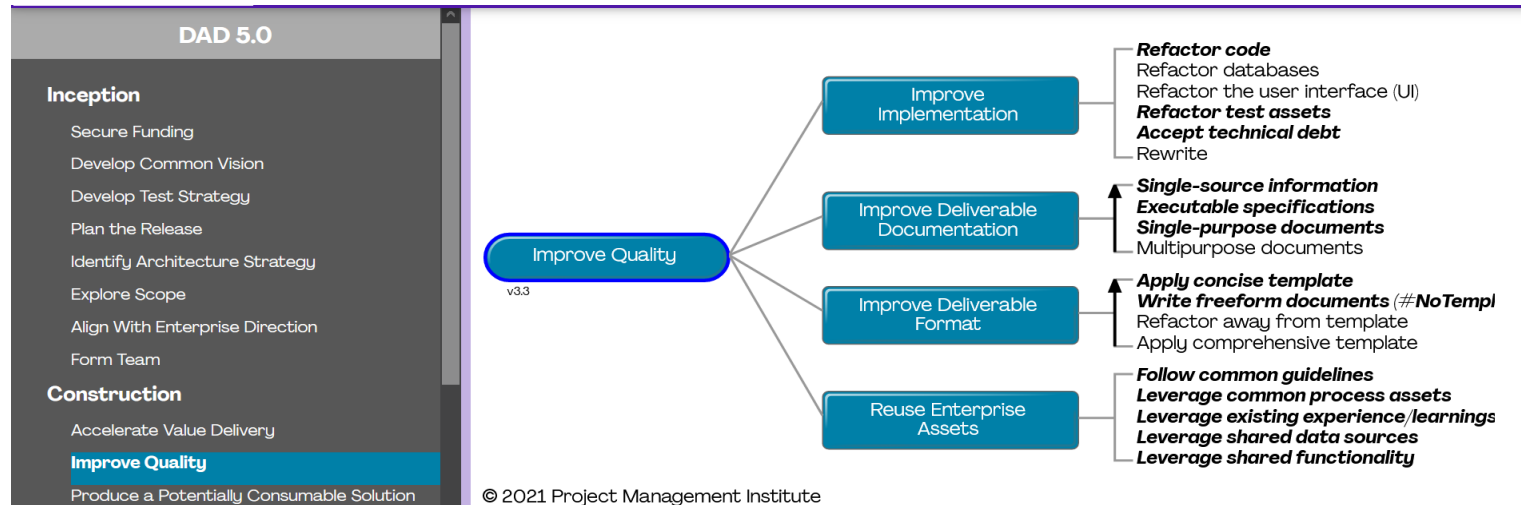 DAD 5.0
Inception
Secure Funding
Develop Common Vision
Develop Test Strategy
Plan the Release
Identify Architecture Strategy
Explore Scope
Align With Enterprise Direction
Form Team
Construction
Accelerate Value Delivery
Improve Quality
Produce a Potentially Consumable Solution
Improve Quality
v3.3
Improve
Implementation
Refactor code
Refactor databases
Refactor the user interface (UI)
Refactor test assets
Accept technical debt
Rewrite
Improve Deliverable
Documentation
Single-source information
Executable specifications
Single-purpose documents
Multipurpose documents
Improve Deliverable
Format
Apply concise template
Write freeform documents (#NoTempl
Refactor away from template
Apply comprehensive template
Reuse Enterprise
Assets
Follow common guidelines
Leverage common process assets
Leverage existing experience/learnings
Leverage shared data sources
Leverage shared functionality
© 2021 Project Management Institute